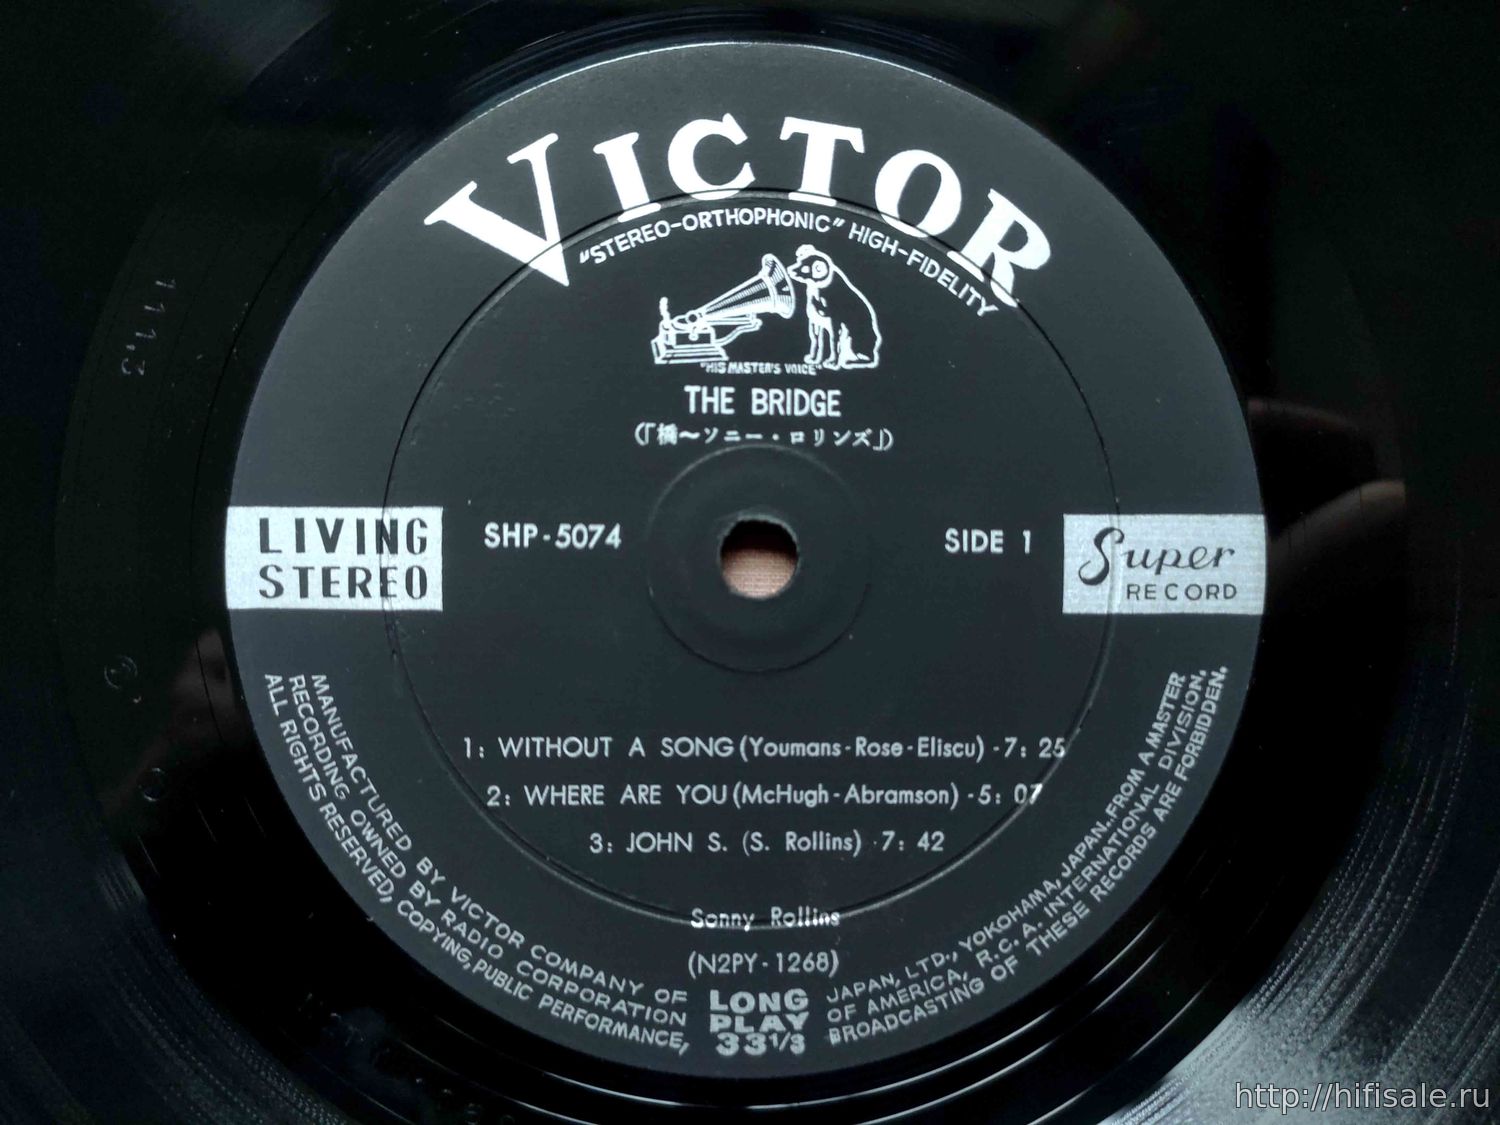 VICTOR
"STEREO-ORTHOPHONIC" HIGH-FIDELITY
"HIS MASTER'S VOICE"
THE BRIDGE
(「橋〜ソニー・ロリンズ」)
LIVING
STEREO
SHP-5074
SIDE 1
Super
RECORD
1: WITHOUT A SONG (Youmans-Rose-Eliscu) - 7: 25
2: WHERE ARE YOU (McHugh-Abramson) - 5: 07
3: JOHN S. (S. Rollins) - 7: 42
Sonny Rollins
(N2PY-1268)
LONG
PLAY
33 1/3
MANUFACTURED BY VICTOR COMPANY OF JAPAN, LTD., YOKOHAMA, JAPAN. FROM A MASTER
RECORDING OWNED BY RADIO CORPORATION OF AMERICA, R.C.A. INTERNATIONAL DIVISION.
ALL RIGHTS RESERVED, COPYING, PUBLIC PERFORMANCE, BROADCASTING OF THESE RECORDS ARE FORBIDDEN.
http://hifisale.ru